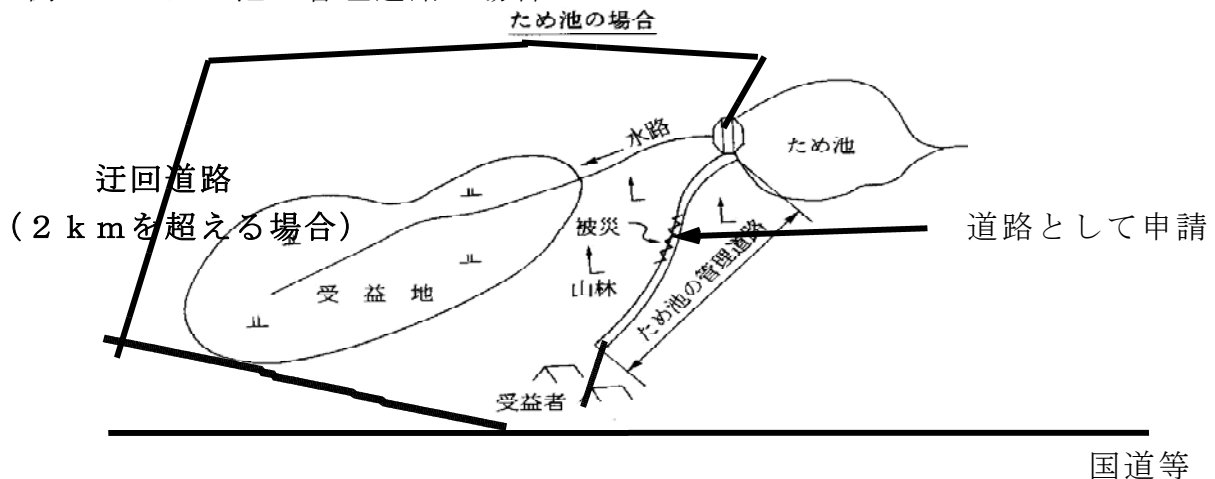 ため池の場合
水路
ため池
迂回道路
(2kmを超える場合)
被災
道路として申請
山林
ため池の管理道路
受益地
受益者
国道等